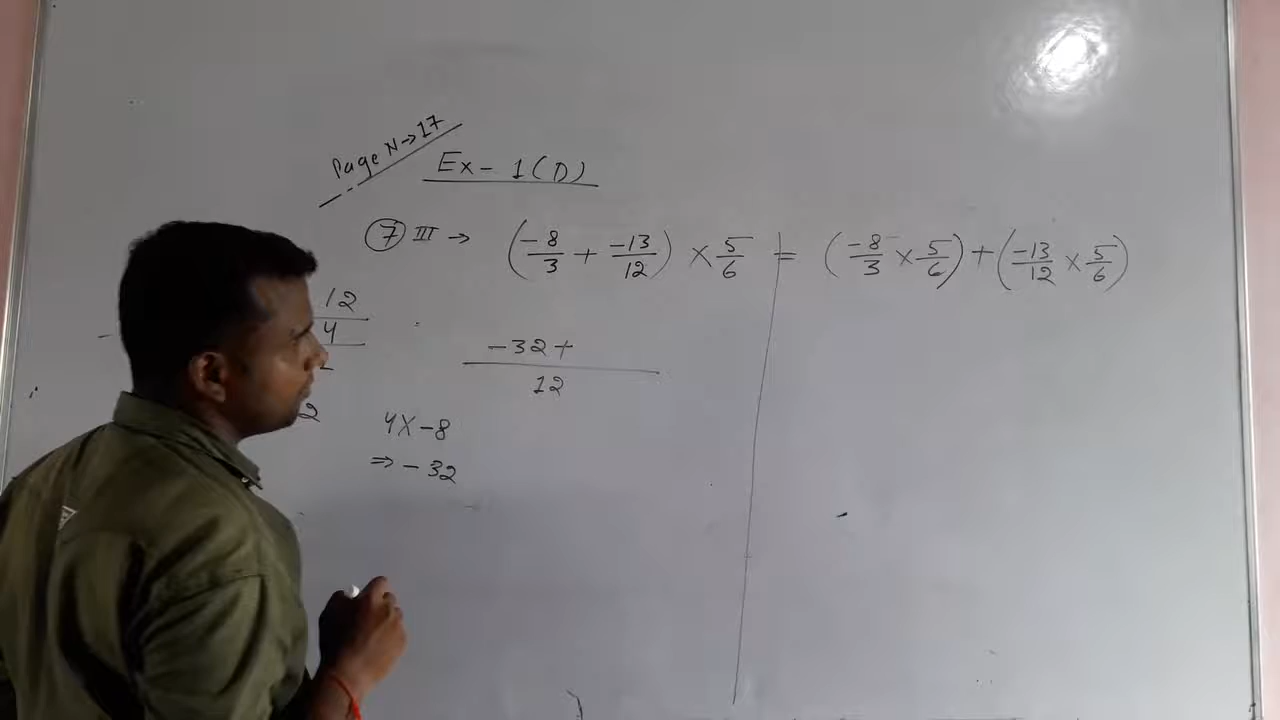 Page N→17
Ex- 1(D)
7 III → (-8/3 + -13/12) × 5/6 = (-8/3 × 5/6) + (-13/12 × 5/6)
12
4
-32+
12
2
4X-8
⇒ -32